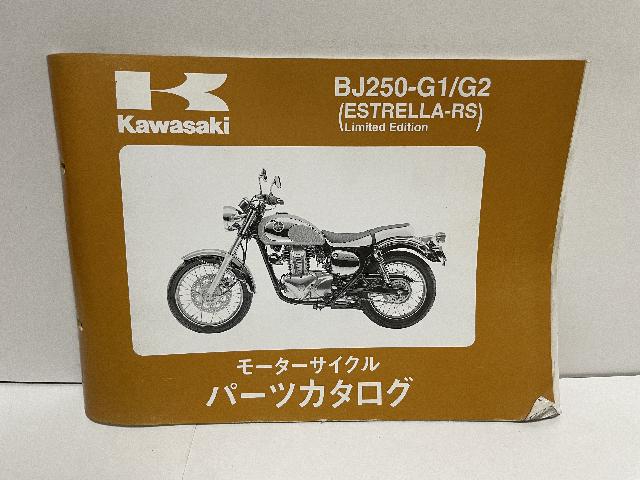 Kawasaki
BJ250-G1/G2
(ESTRELLA-RS)
Limited Edition
モーターサイクル
パーツカタログ